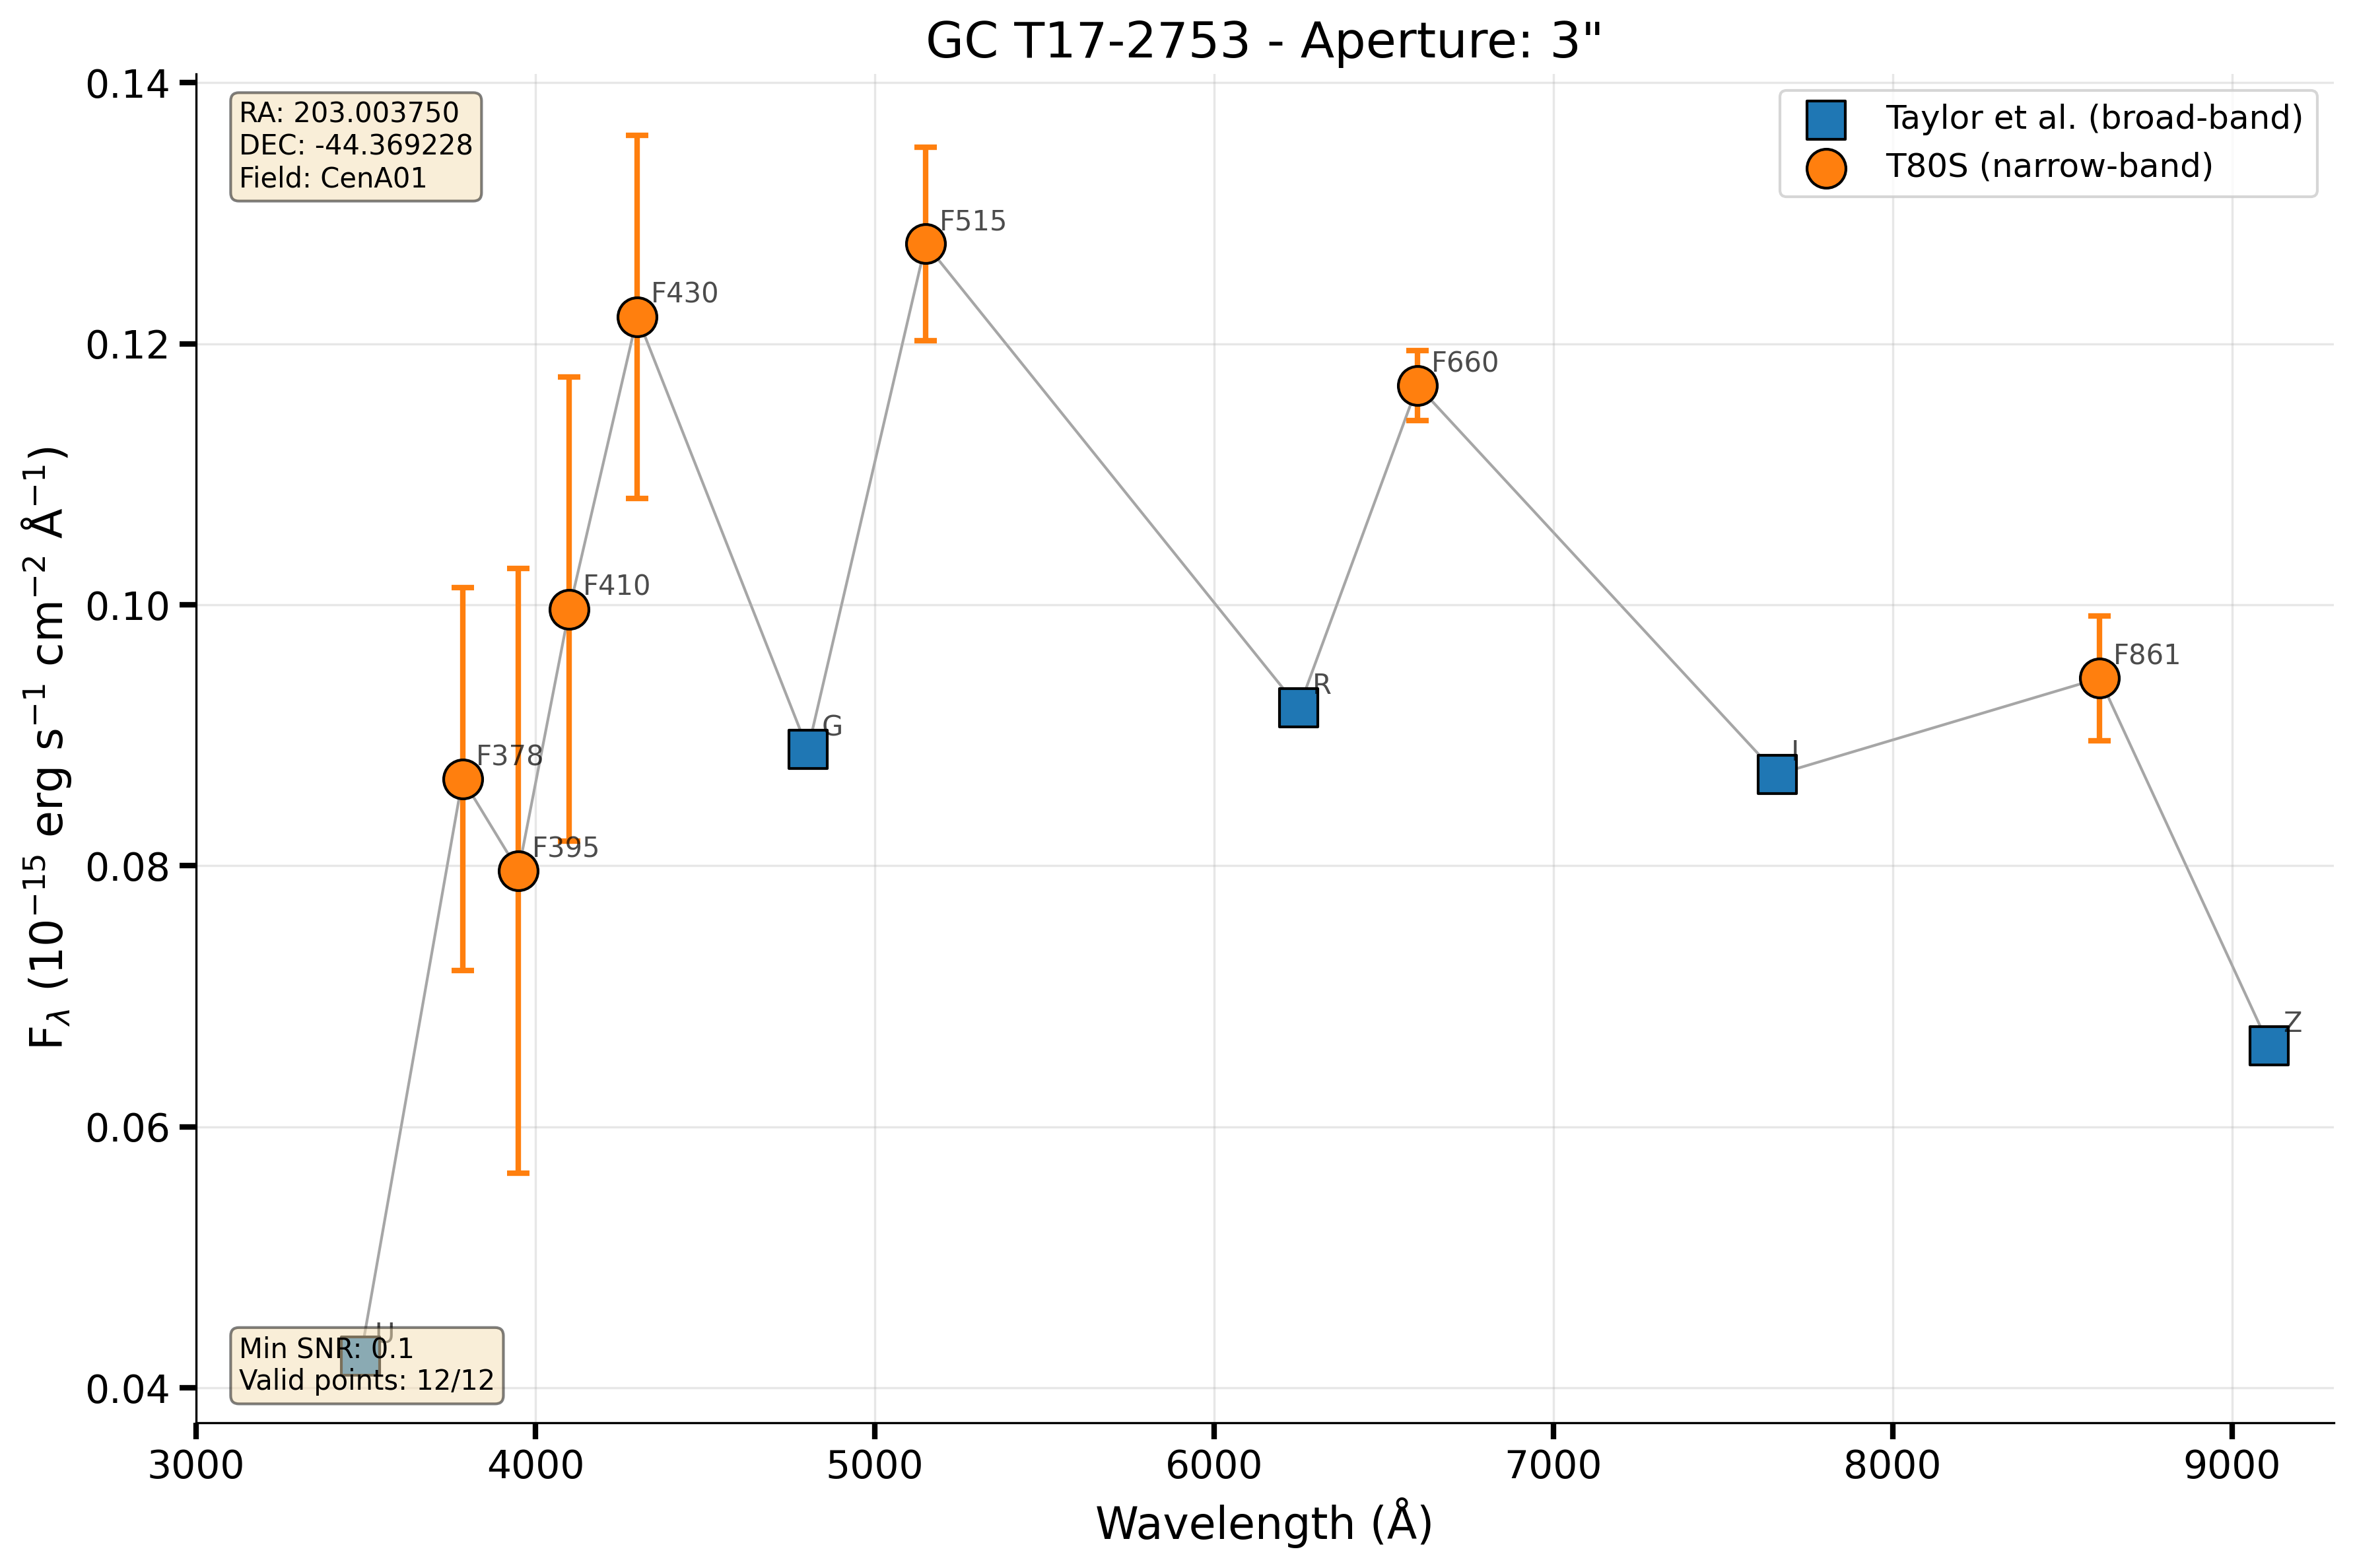 GC T17-2753 - Aperture: 3"
0.14
0.12
0.10
0.08
0.06
0.04
F_λ (10⁻¹⁵ erg s⁻¹ cm⁻² Å⁻¹)
RA: 203.003750
DEC: -44.369228
Field: CenA01
Taylor et al. (broad-band)
T80S (narrow-band)
F515
F430
F660
F410
F861
R
G
I
F378
F395
Z
U
Min SNR: 0.1
Valid points: 12/12
3000 4000 5000 6000 7000 8000 9000
Wavelength (Å)